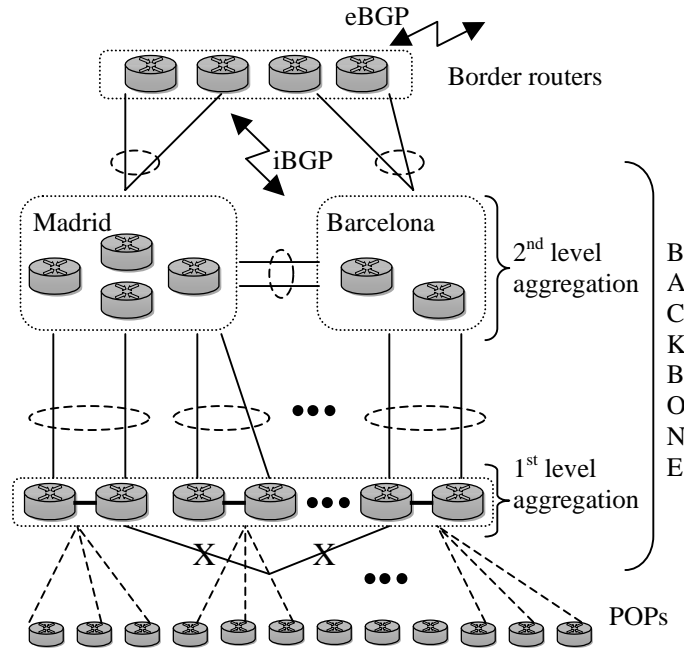 eBGP
Border routers
iBGP
Madrid
Barcelona
2nd level
aggregation
B
A
C
K
B
O
N
E
1st level
aggregation
X
X
POPs